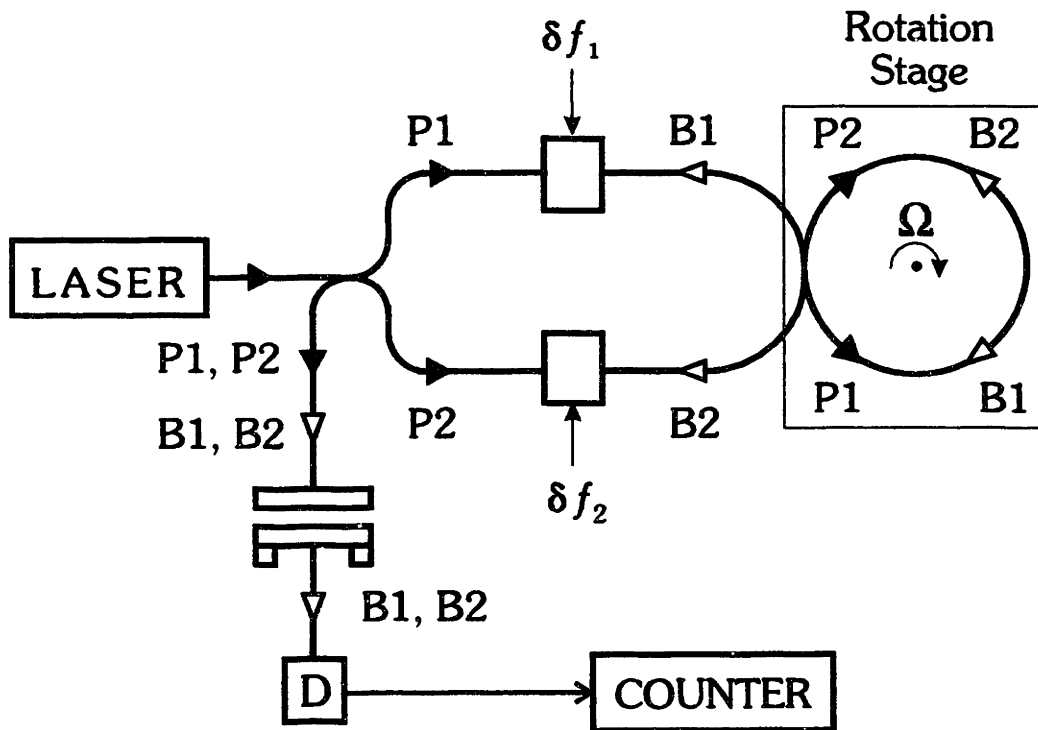 δf₁
Rotation
Stage
P1
B1
P2
B2
Ω
LASER
P1, P2
P2
B2
P1
B1
B1, B2
δf₂
B1, B2
D
COUNTER